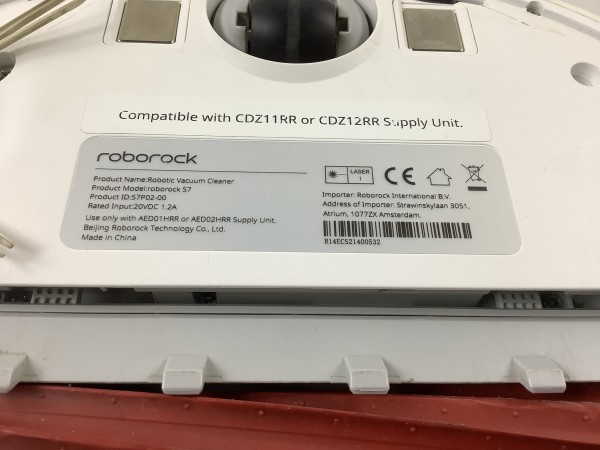 Compatible with CDZ11RR or CDZ12RR Supply Unit.
roborock
Product Name:Robotic Vacuum Cleaner
Product Model:roborock S7
Product ID:S7P02-00
Rated Input:20VDC 1.2A
Use only with AED01HRR or AED02HRR Supply Unit.
Beijing Roborock Technology Co., Ltd.
Made in China
LASER
1
CE
Importer: Roborock International B.V.
Address of Importer: Strawinskylaan 3051,
Atrium, 1077ZX Amsterdam.
R14ECS21400532